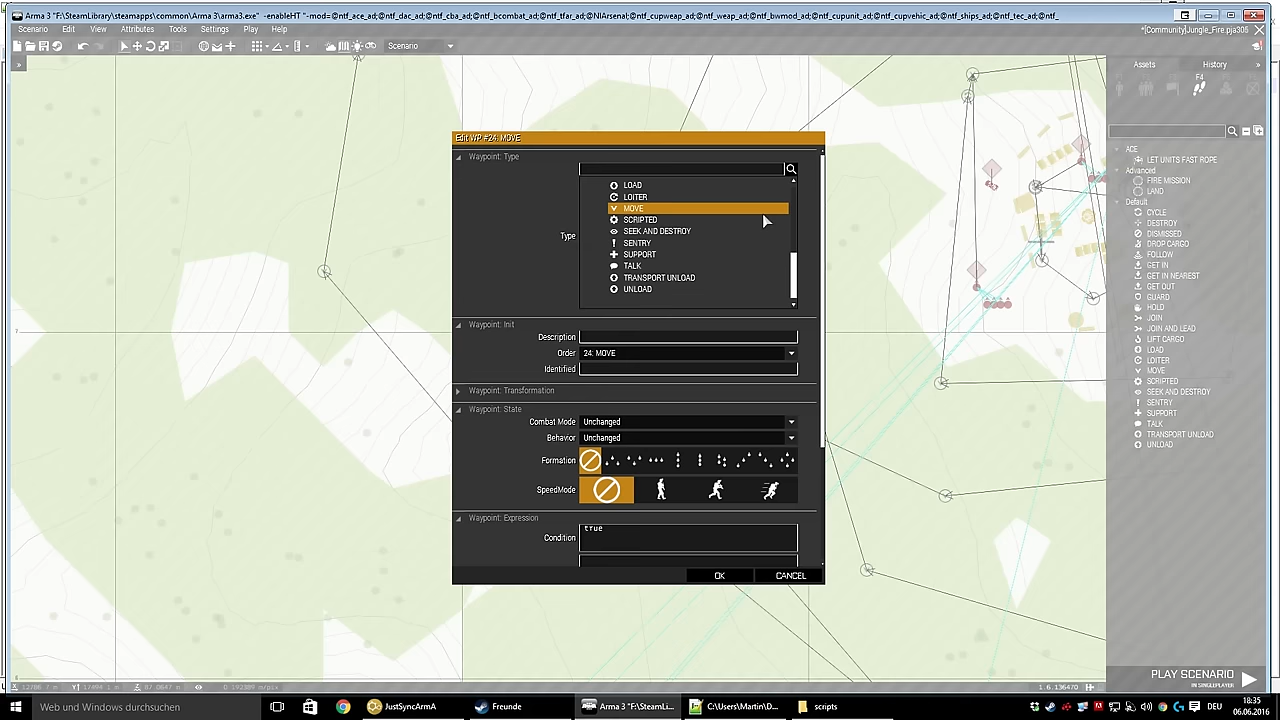 Arma 3 "F:\SteamLibrary\steamapps\common\Arma 3\arma3.exe" -enableHT "-mod=@ntf_ace_ad;@ntf_dac_ad;@ntf_cba_ad;@ntf_bcombat_ad;@ntf_tfar_ad;@NIArsenal;@ntf_cupweap_ad;@ntf_weap_ad;@ntf_bwmod_ad;@ntf_cupunit_ad;@ntf_cupvehic_ad;@ntf_ships_ad;@ntf_tec_ad;@ntf_
Scenario Edit View Attributes Tools Settings Play Help
*[Community]Jungle_Fire.pja305
Scenario
Assets History
F4
Edit WP #24: MOVE
Waypoint: Type
Type
LOAD
LOITER
MOVE
SCRIPTED
SEEK AND DESTROY
SENTRY
SUPPORT
TALK
TRANSPORT UNLOAD
UNLOAD
Waypoint: Init
Description
Order 24: MOVE
Identified
Waypoint: Transformation
Waypoint: State
Combat Mode Unchanged
Behavior Unchanged
Formation
SpeedMode
Waypoint: Expression
Condition true
OK CANCEL
ACE
LET UNITS FAST ROPE
Advanced
FIRE MISSION
LAND
Default
CYCLE
DESTROY
DISMISSED
DROP CARGO
FOLLOW
GET IN
GET IN NEAREST
GET OUT
GUARD
HOLD
JOIN
JOIN AND LEAD
LIFT CARGO
LOAD
LOITER
MOVE
SCRIPTED
SEEK AND DESTROY
SENTRY
SUPPORT
TALK
TRANSPORT UNLOAD
UNLOAD
PLAY SCENARIO
IN SINGLEPLAYER
1.6.136470
Web und Windows durchsuchen
JustSyncArmA
Freunde
Arma 3 "F:\SteamLi...
C:\Users\Martin\D...
scripts
DEU
18:35
06.06.2016